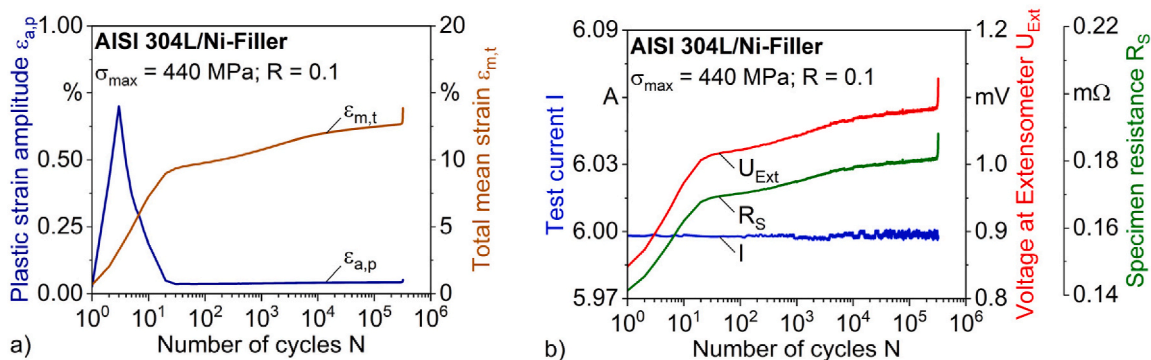 AISI 304L/Ni-Filler
σmax = 440 MPa; R = 0.1
Plastic strain amplitude εa,p
1.00
%
0.50
0.25
0.00
εm,t
εa,p
20
%
10
5
0
Total mean strain εm,t
10⁰ 10¹ 10² 10³ 10⁴ 10⁵ 10⁶
Number of cycles N
a)
AISI 304L/Ni-Filler
σmax = 440 MPa; R = 0.1
Test current I
6.09
A
6.03
6.00
5.97
UExt
RS
I
1.2
mV
1.0
0.9
0.8
Voltage at Extensometer UExt
0.22
mΩ
0.18
0.16
0.14
Specimen resistance RS
10⁰ 10¹ 10² 10³ 10⁴ 10⁵ 10⁶
Number of cycles N
b)